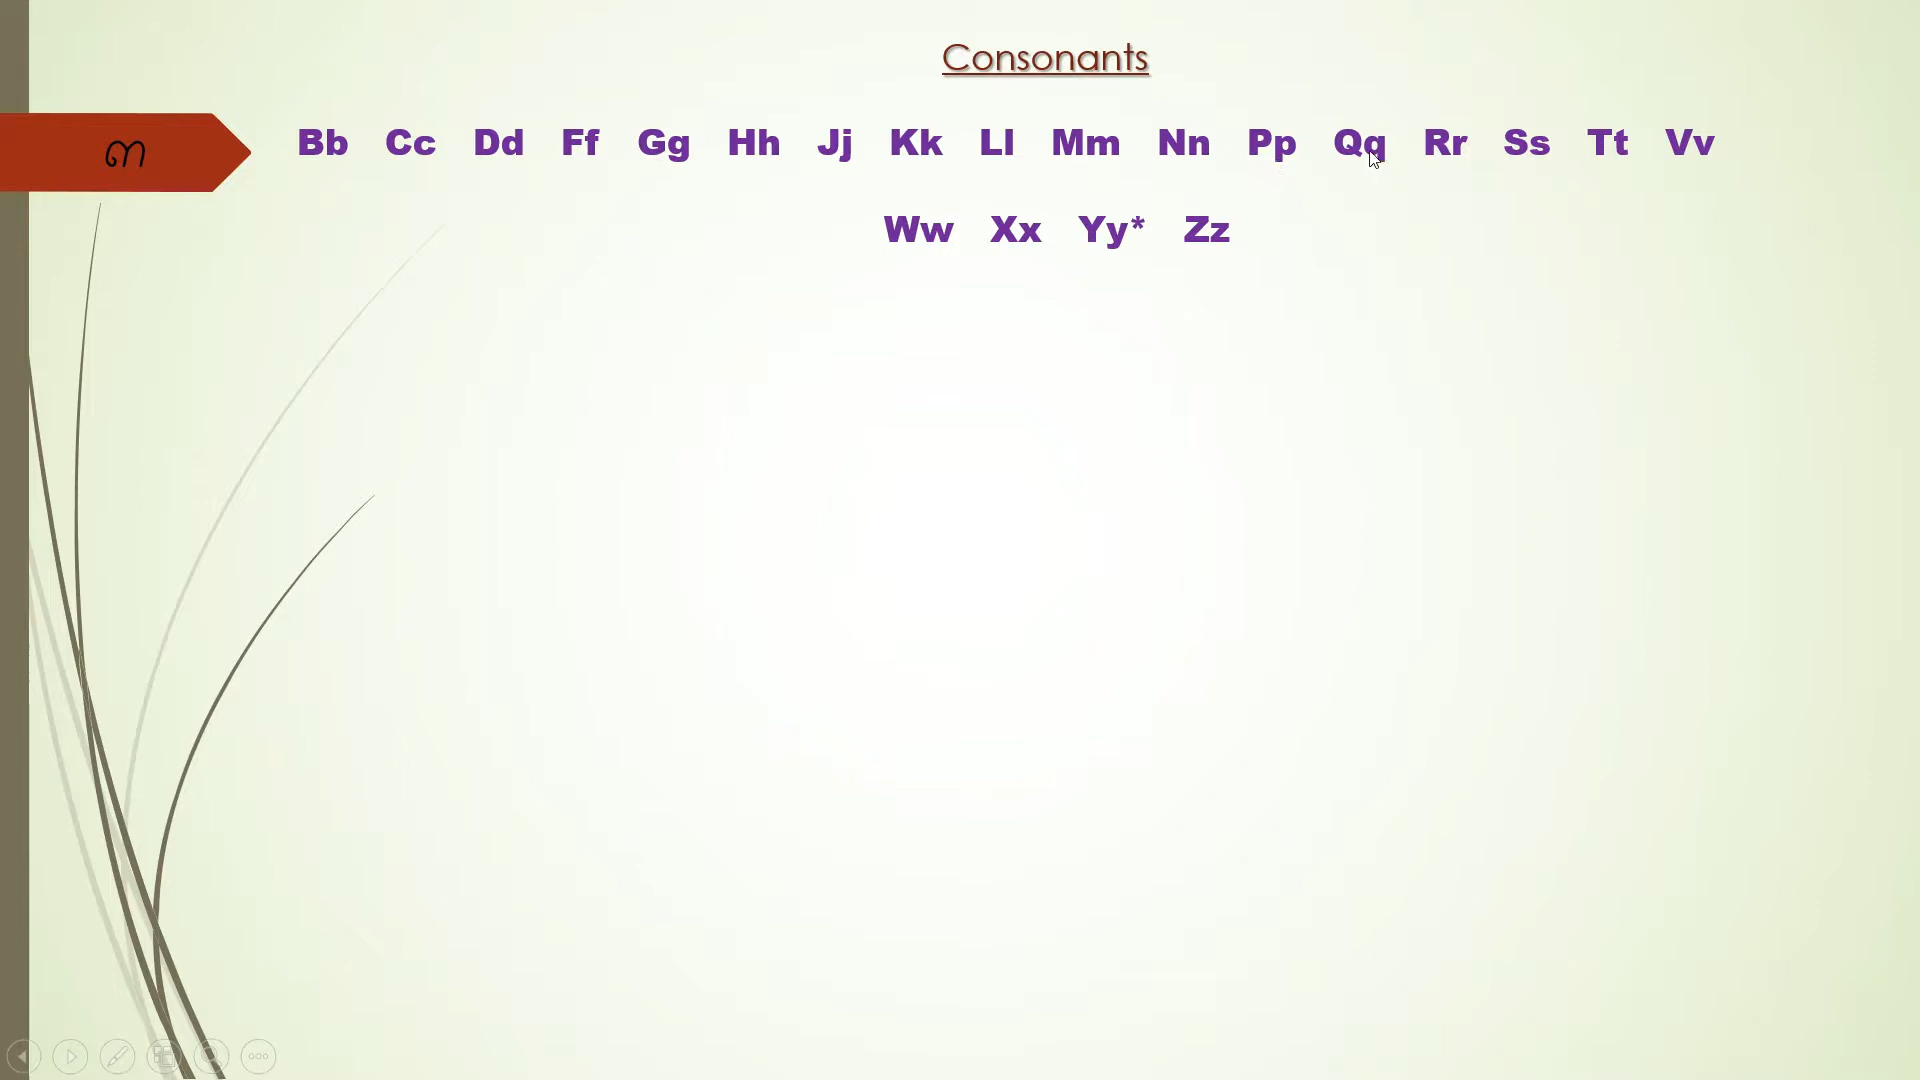 Consonants
ന
Bb Cc Dd Ff Gg Hh Jj Kk Ll Mm Nn Pp Qq Rr Ss Tt Vv
Ww Xx Yy* Zz